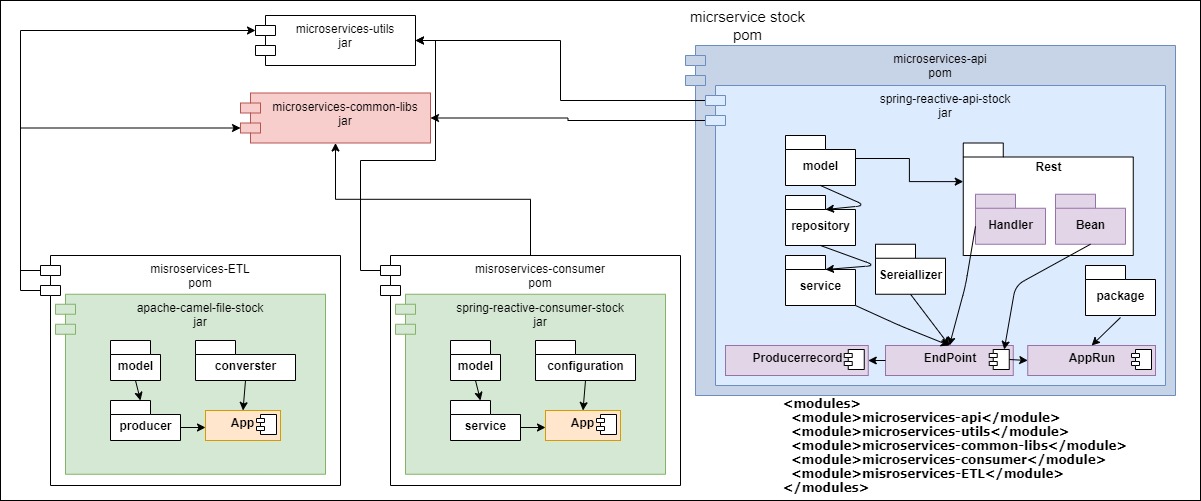 micrservice stock
pom
microservices-utils
jar
microservices-api
pom
microservices-common-libs
jar
spring-reactive-api-stock
jar
model
Rest
repository
Handler
Bean
Sereiallizer
service
package
Producerrecord
EndPoint
AppRun
misroservices-ETL
pom
apache-camel-file-stock
jar
model
converster
producer
App
misroservices-consumer
pom
spring-reactive-consumer-stock
jar
model
configuration
service
App
<modules>
<module>microservices-api</module>
<module>microservices-utils</module>
<module>microservices-common-libs</module>
<module>microservices-consumer</module>
<module>misroservices-ETL</module>
</modules>